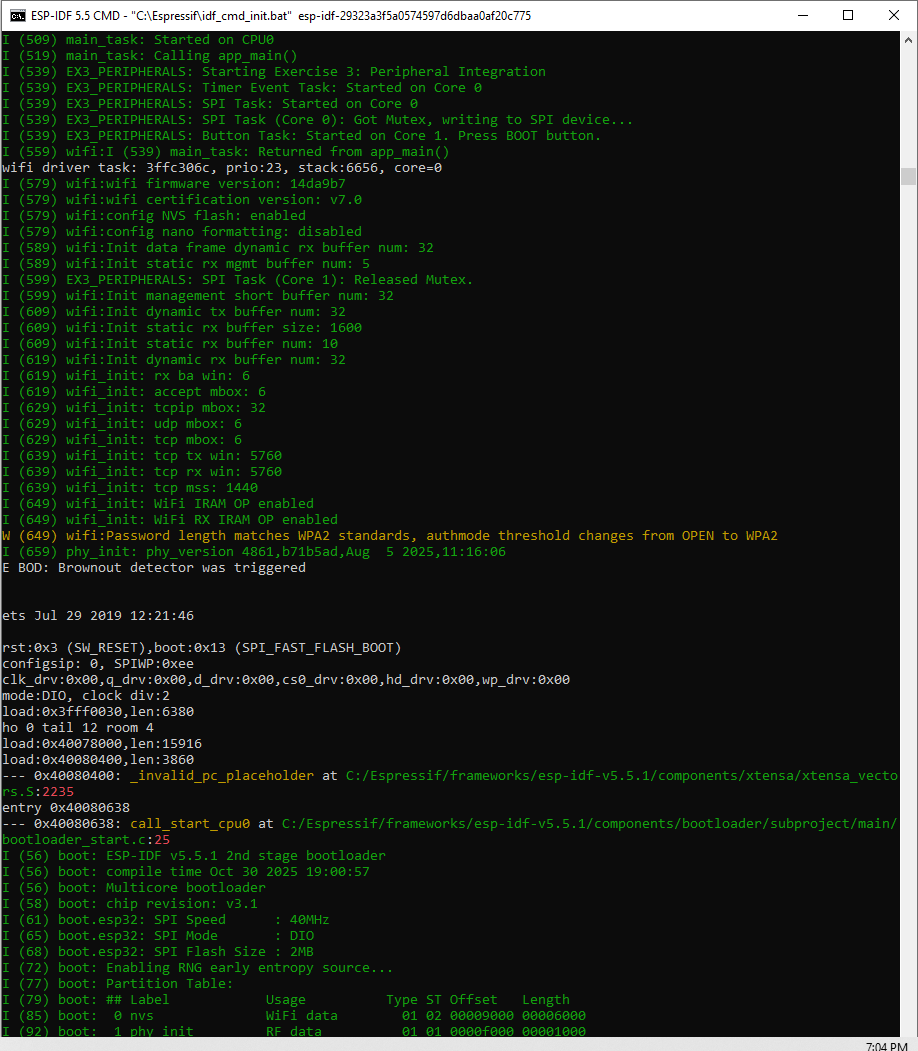 ESP-IDF 5.5 CMD - "C:\Espressif\idf_cmd_init.bat" esp-idf-29323a3f5a0574597d6dbaa0af20c775
I (509) main_task: Started on CPU0
I (519) main_task: Calling app_main()
I (539) EX3_PERIPHERALS: Starting Exercise 3: Peripheral Integration
I (539) EX3_PERIPHERALS: Timer Event Task: Started on Core 0
I (539) EX3_PERIPHERALS: SPI Task: Started on Core 0
I (539) EX3_PERIPHERALS: SPI Task (Core 0): Got Mutex, writing to SPI device...
I (539) EX3_PERIPHERALS: Button Task: Started on Core 1. Press BOOT button.
I (559) wifi:I (539) main_task: Returned from app_main()
wifi driver task: 3ffc306c, prio:23, stack:6656, core=0
I (579) wifi:wifi firmware version: 14da9b7
I (579) wifi:wifi certification version: v7.0
I (579) wifi:config NVS flash: enabled
I (579) wifi:config nano formatting: disabled
I (589) wifi:Init data frame dynamic rx buffer num: 32
I (589) wifi:Init static rx mgmt buffer num: 5
I (599) EX3_PERIPHERALS: SPI Task (Core 1): Released Mutex.
I (599) wifi:Init management short buffer num: 32
I (609) wifi:Init dynamic tx buffer num: 32
I (609) wifi:Init static rx buffer size: 1600
I (609) wifi:Init static rx buffer num: 10
I (619) wifi:Init dynamic rx buffer num: 32
I (619) wifi_init: rx ba win: 6
I (619) wifi_init: accept mbox: 6
I (629) wifi_init: tcpip mbox: 32
I (629) wifi_init: udp mbox: 6
I (629) wifi_init: tcp mbox: 6
I (639) wifi_init: tcp tx win: 5760
I (639) wifi_init: tcp rx win: 5760
I (639) wifi_init: tcp mss: 1440
I (649) wifi_init: WiFi IRAM OP enabled
I (649) wifi_init: WiFi RX IRAM OP enabled
W (649) wifi:Password length matches WPA2 standards, authmode threshold changes from OPEN to WPA2
I (659) phy_init: phy_version 4861,b71b5ad,Aug  5 2025,11:16:06
E BOD: Brownout detector was triggered
ets Jul 29 2019 12:21:46
rst:0x3 (SW_RESET),boot:0x13 (SPI_FAST_FLASH_BOOT)
configsip: 0, SPIWP:0xee
clk_drv:0x00,q_drv:0x00,d_drv:0x00,cs0_drv:0x00,hd_drv:0x00,wp_drv:0x00
mode:DIO, clock div:2
load:0x3fff0030,len:6380
ho 0 tail 12 room 4
load:0x40078000,len:15916
load:0x40080400,len:3860
--- 0x40080400: _invalid_pc_placeholder at C:/Espressif/frameworks/esp-idf-v5.5.1/components/xtensa/xtensa_vecto
rs.S:2235
entry 0x40080638
--- 0x40080638: call_start_cpu0 at C:/Espressif/frameworks/esp-idf-v5.5.1/components/bootloader/subproject/main/
bootloader_start.c:25
I (56) boot: ESP-IDF v5.5.1 2nd stage bootloader
I (56) boot: compile time Oct 30 2025 19:00:57
I (56) boot: Multicore bootloader
I (58) boot: chip revision: v3.1
I (61) boot.esp32: SPI Speed      : 40MHz
I (65) boot.esp32: SPI Mode       : DIO
I (68) boot.esp32: SPI Flash Size : 2MB
I (72) boot: Enabling RNG early entropy source...
I (77) boot: Partition Table:
I (79) boot: ## Label            Usage          Type ST Offset   Length
I (85) boot:  0 nvs              WiFi data        01 02 00009000 00006000
I (92) boot:  1 phy_init         RF data          01 01 0000f000 00001000
7:04 PM